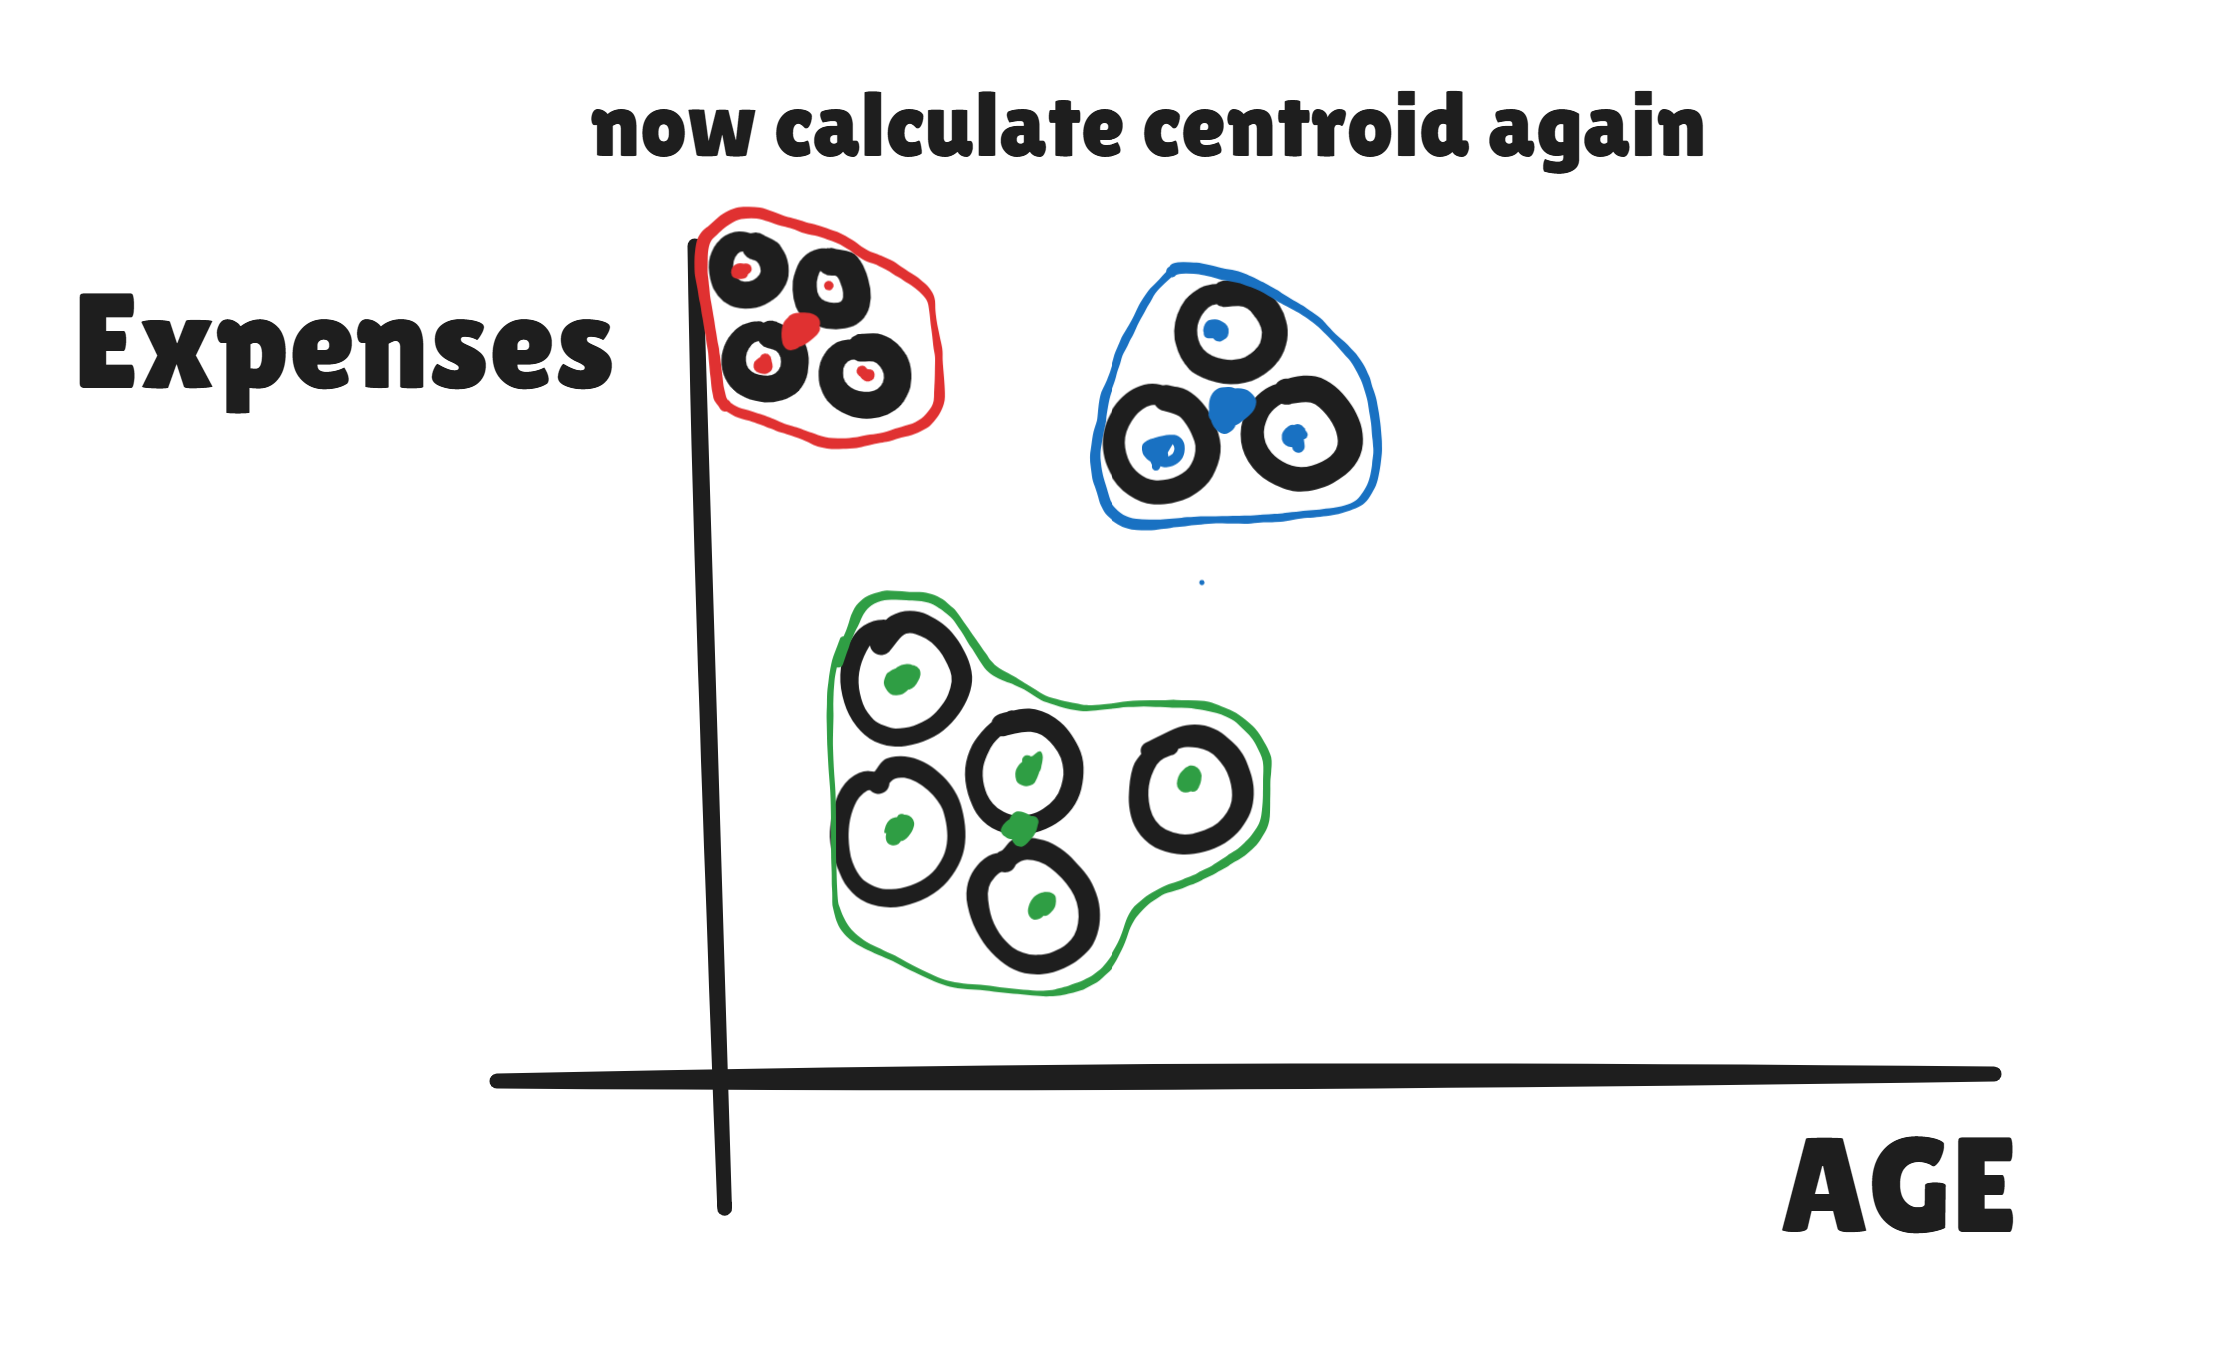 now calculate centroid again
Expenses
AGE